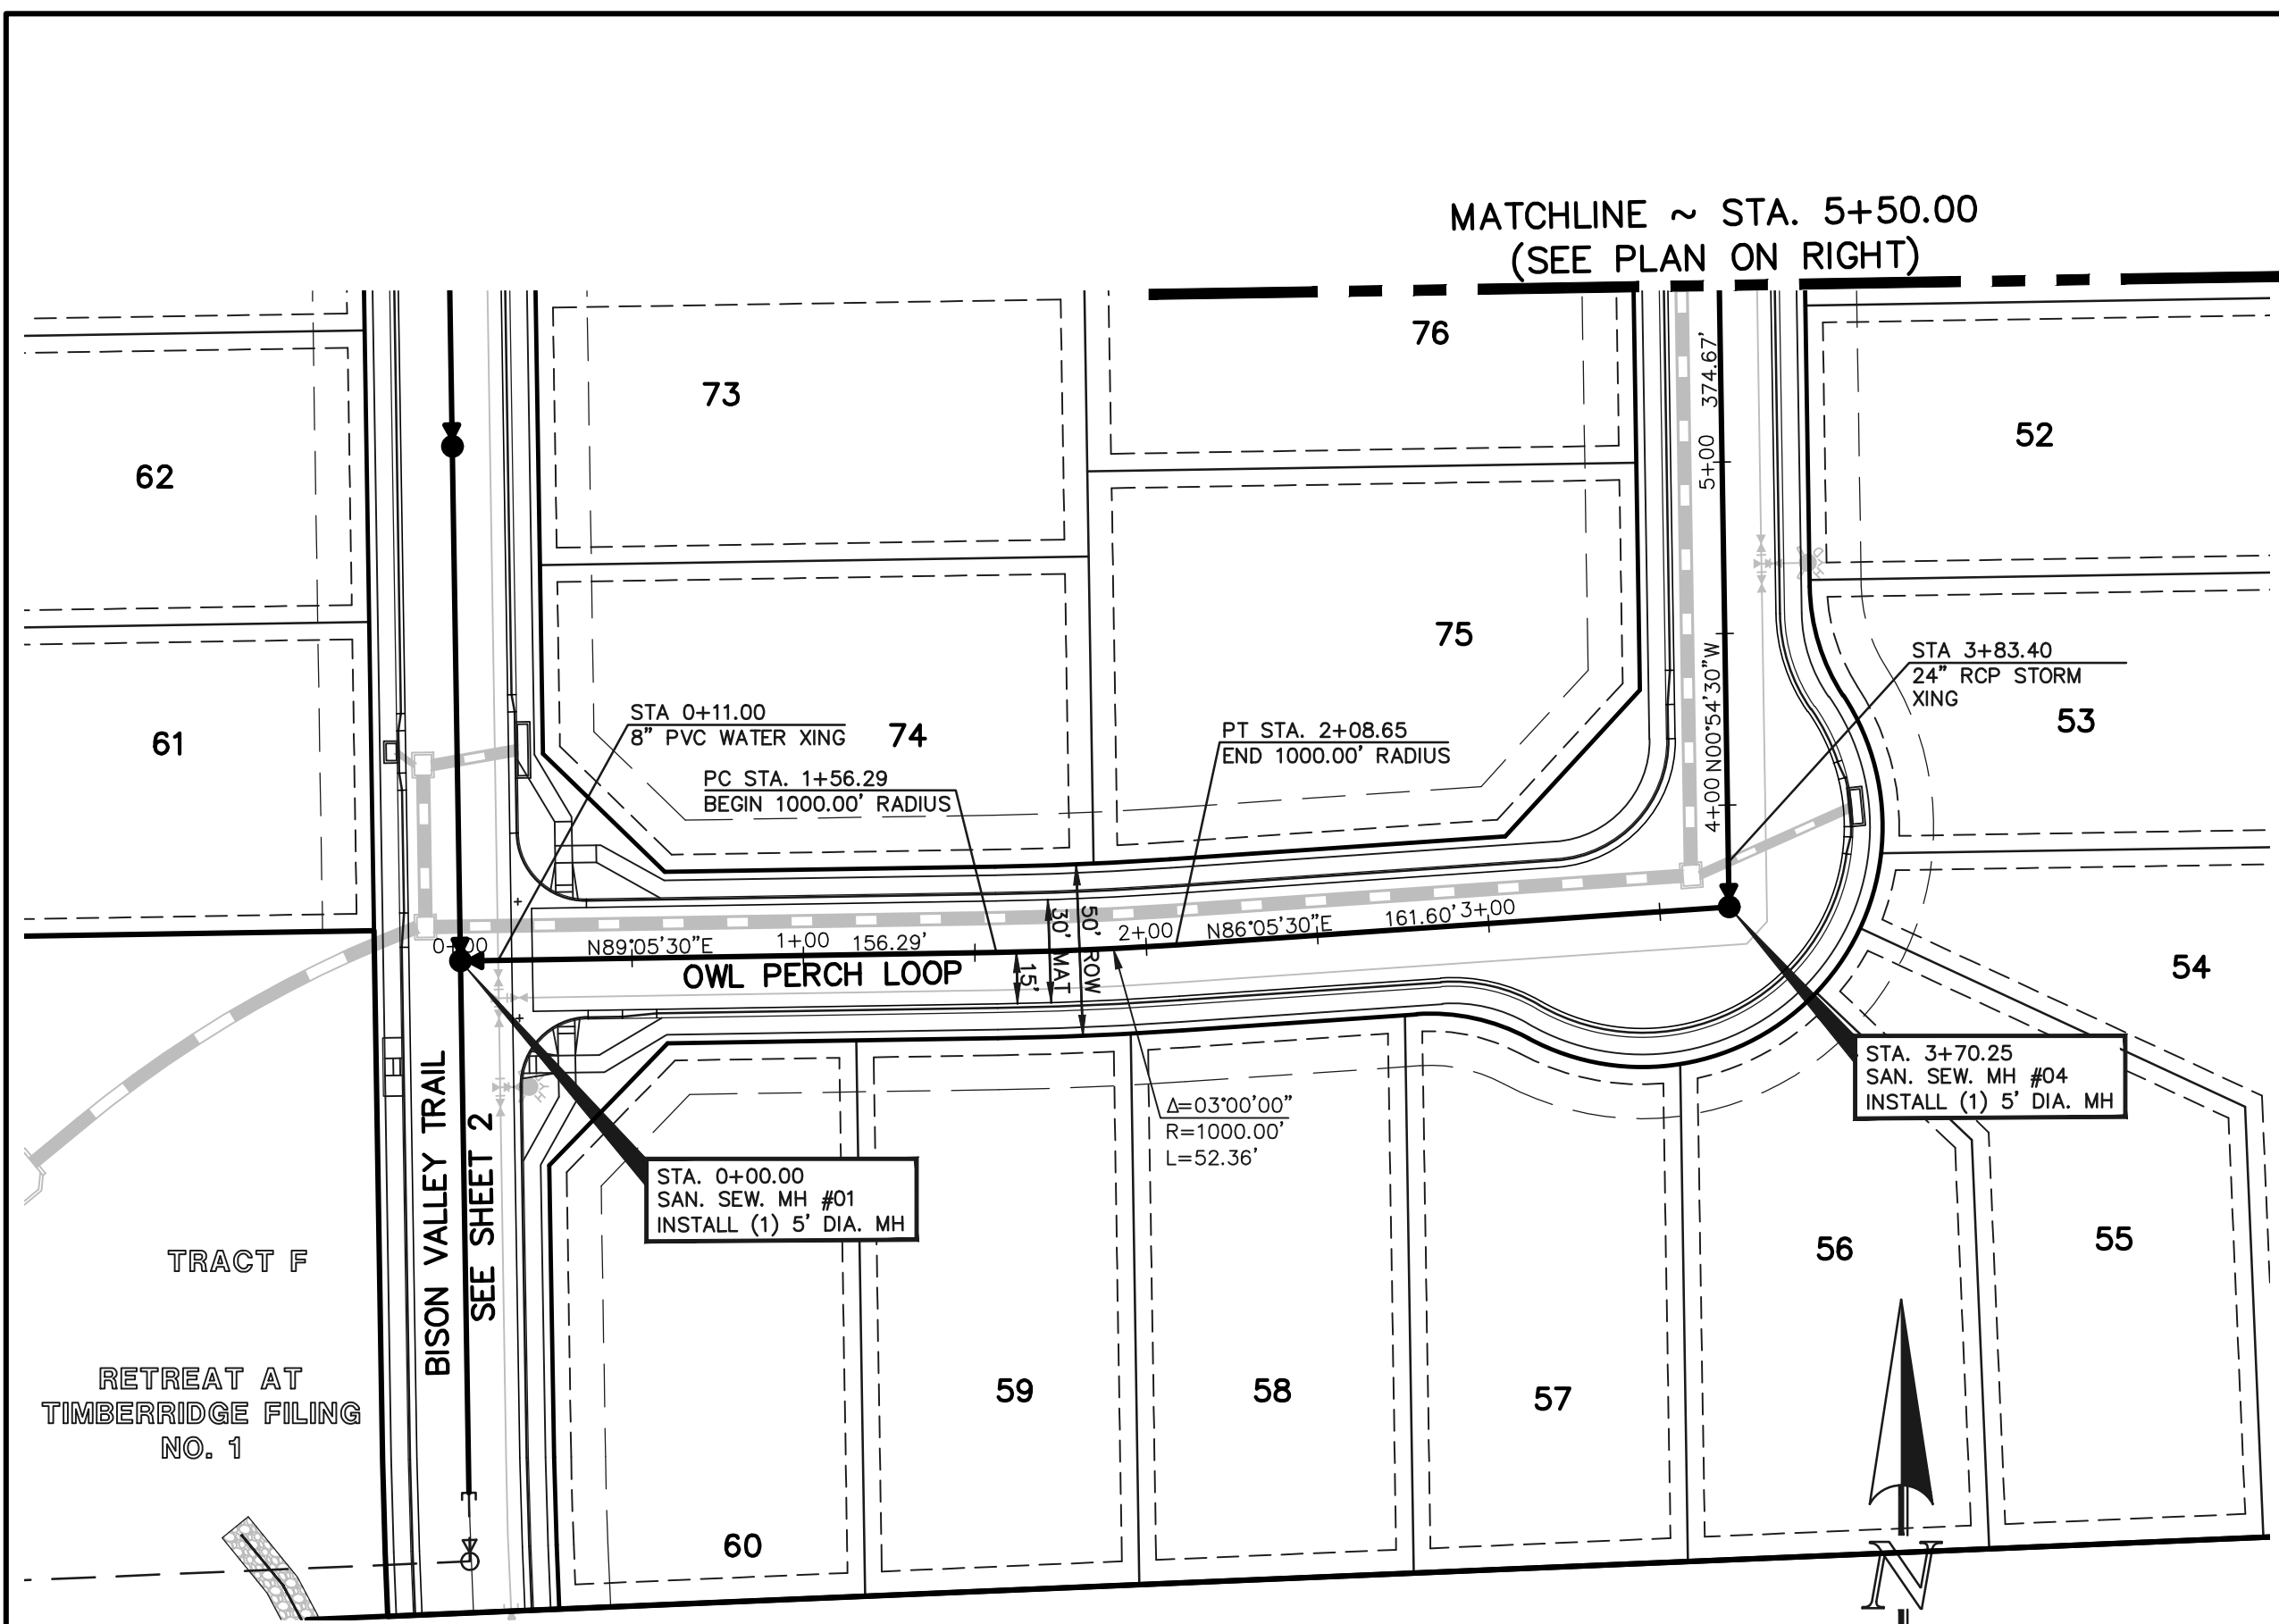 MATCHLINE ~ STA. 5+50.00
(SEE PLAN ON RIGHT)
76
73
374.67'
52
62
5+00
75
STA 3+83.40
24" RCP STORM
XING
N00°54'30"W
53
61
STA 0+11.00
8" PVC WATER XING
74
PT STA. 2+08.65
END 1000.00' RADIUS
PC STA. 1+56.29
BEGIN 1000.00' RADIUS
4+00
N89°05'30"E
1+00
156.29'
2+00
N86°05'30"E
161.60'
3+00
OWL PERCH LOOP
15'
30' MAT
50' ROW
54
STA. 3+70.25
SAN. SEW. MH #04
INSTALL (1) 5' DIA. MH
Δ=03°00'00"
R=1000.00'
L=52.36'
STA. 0+00.00
SAN. SEW. MH #01
INSTALL (1) 5' DIA. MH
BISON VALLEY TRAIL
SEE SHEET 2
TRACT F
56
55
RETREAT AT
TIMBERRIDGE FILING
NO. 1
59
58
57
60
N